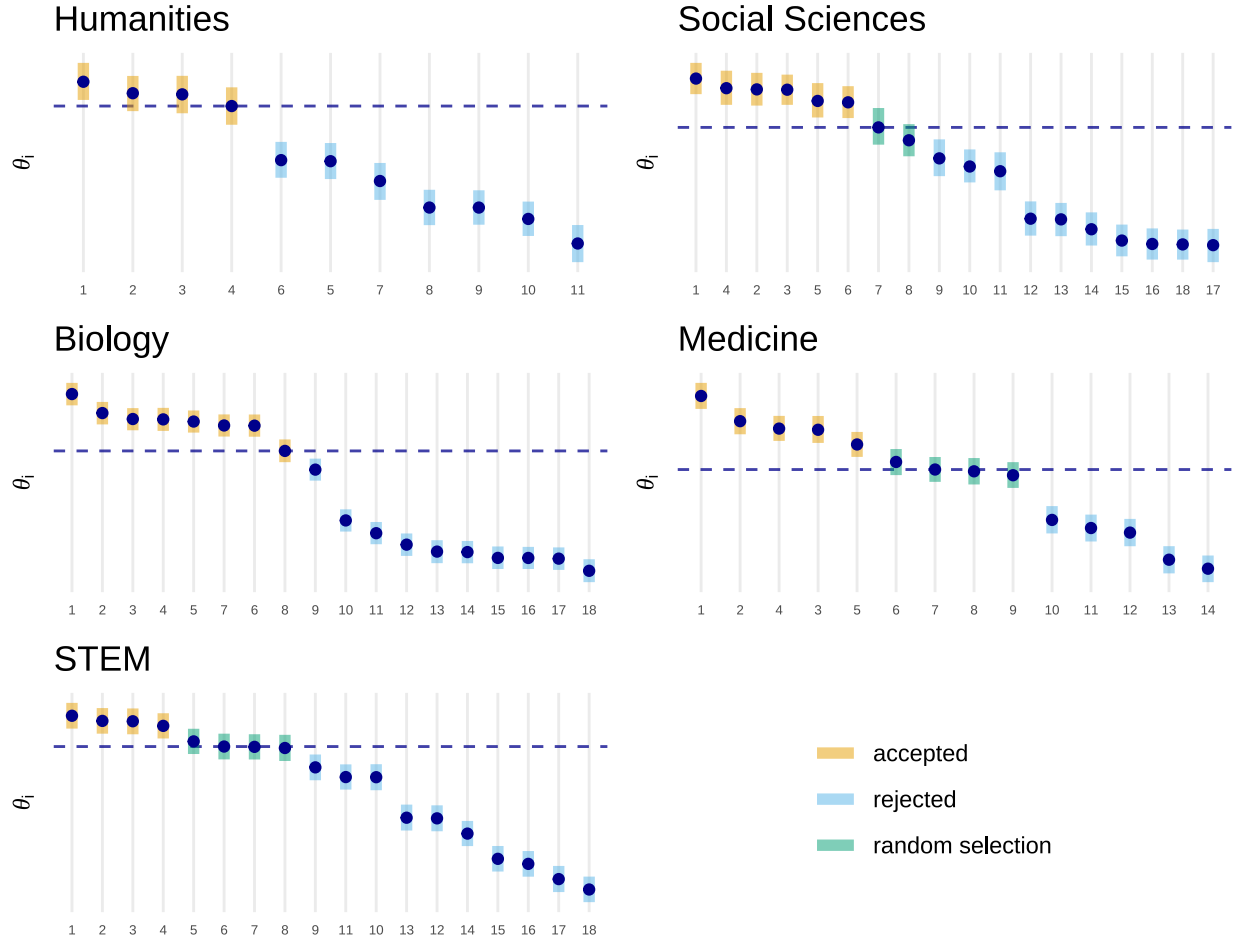 Humanities
θi
1 2 3 4 6 5 7 8 9 10 11
Social Sciences
θi
1 4 2 3 5 6 7 8 9 10 11 12 13 14 15 16 18 17
Biology
θi
1 2 3 4 5 7 6 8 9 10 11 12 13 14 15 16 17 18
Medicine
θi
1 2 4 3 5 6 7 8 9 10 11 12 13 14
STEM
θi
1 2 3 4 5 6 7 8 9 11 10 13 12 14 15 16 17 18
accepted
rejected
random selection